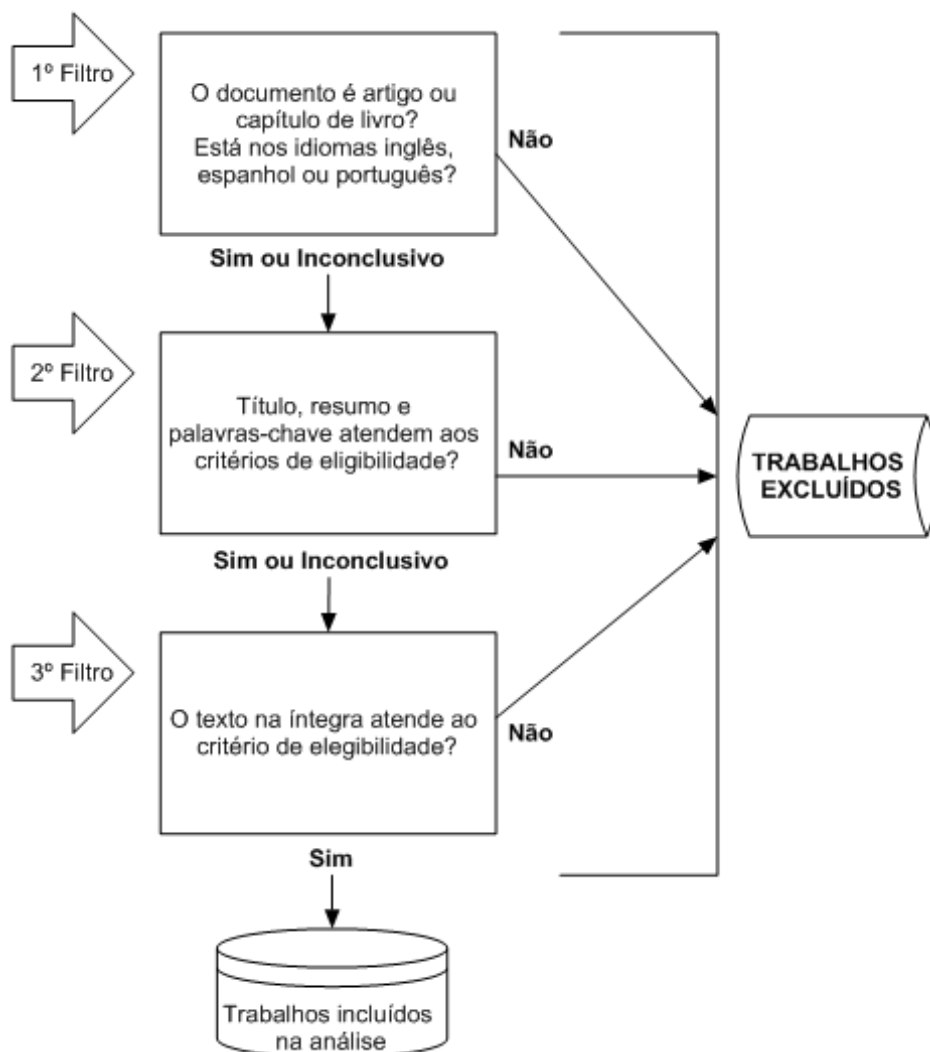 1º Filtro
O documento é artigo ou
capítulo de livro?
Está nos idiomas inglês,
espanhol ou português?
Não
Sim ou Inconclusivo
2º Filtro
Título, resumo e
palavras-chave atendem aos
critérios de eligibilidade?
Não
TRABALHOS
EXCLUÍDOS
Sim ou Inconclusivo
3º Filtro
O texto na íntegra atende ao
critério de elegibilidade?
Não
Sim
Trabalhos incluídos
na análise